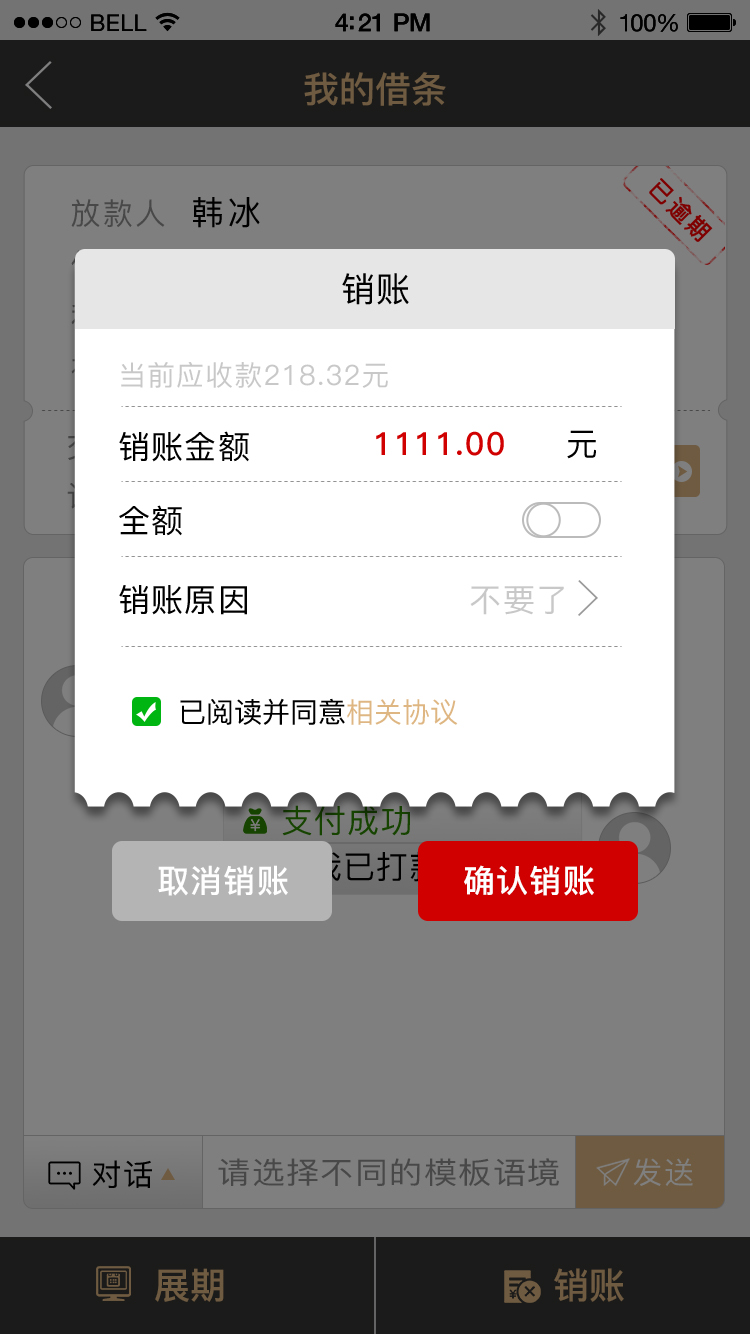 BELL 4:21 PM 100%
我的借条
放款人 韩冰
已逾期
销账
当前应收款218.32元
销账金额 1111.00 元
全额
销账原因 不要了
已阅读并同意相关协议
支付成功
我已打款
取消销账 确认销账
对话 请选择不同的模板语境 发送
展期 销账